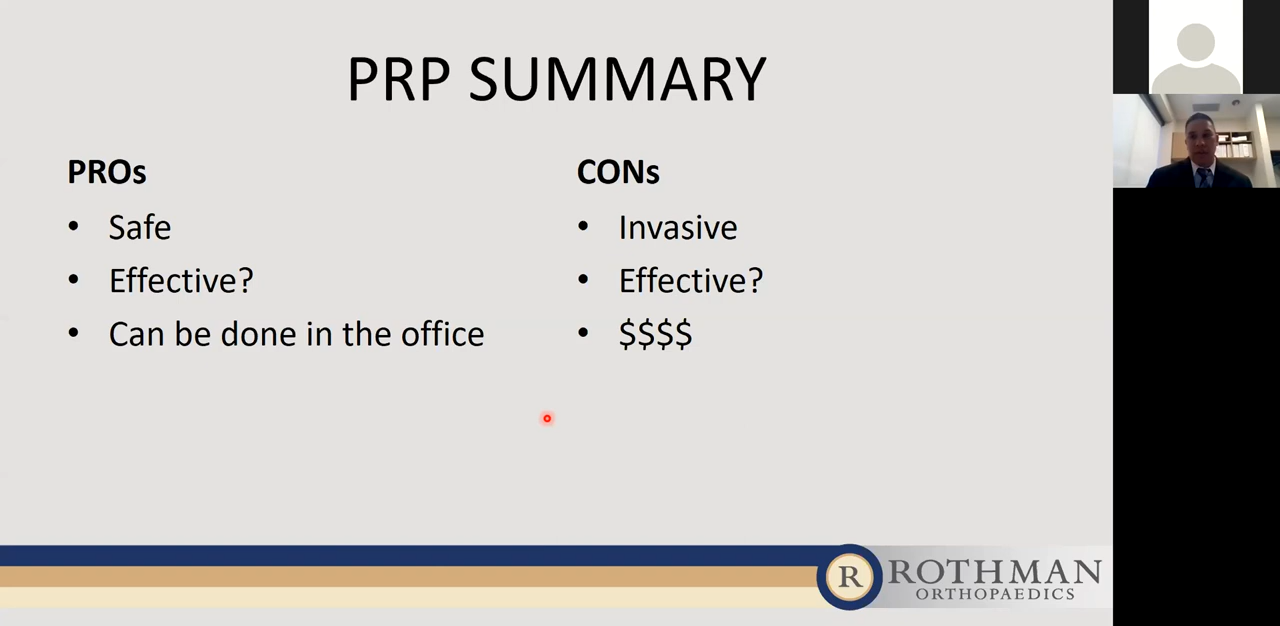 PRP SUMMARY
PROs
• Safe
• Effective?
• Can be done in the office
CONs
• Invasive
• Effective?
• $$$$
R ROTHMAN
ORTHOPAEDICS